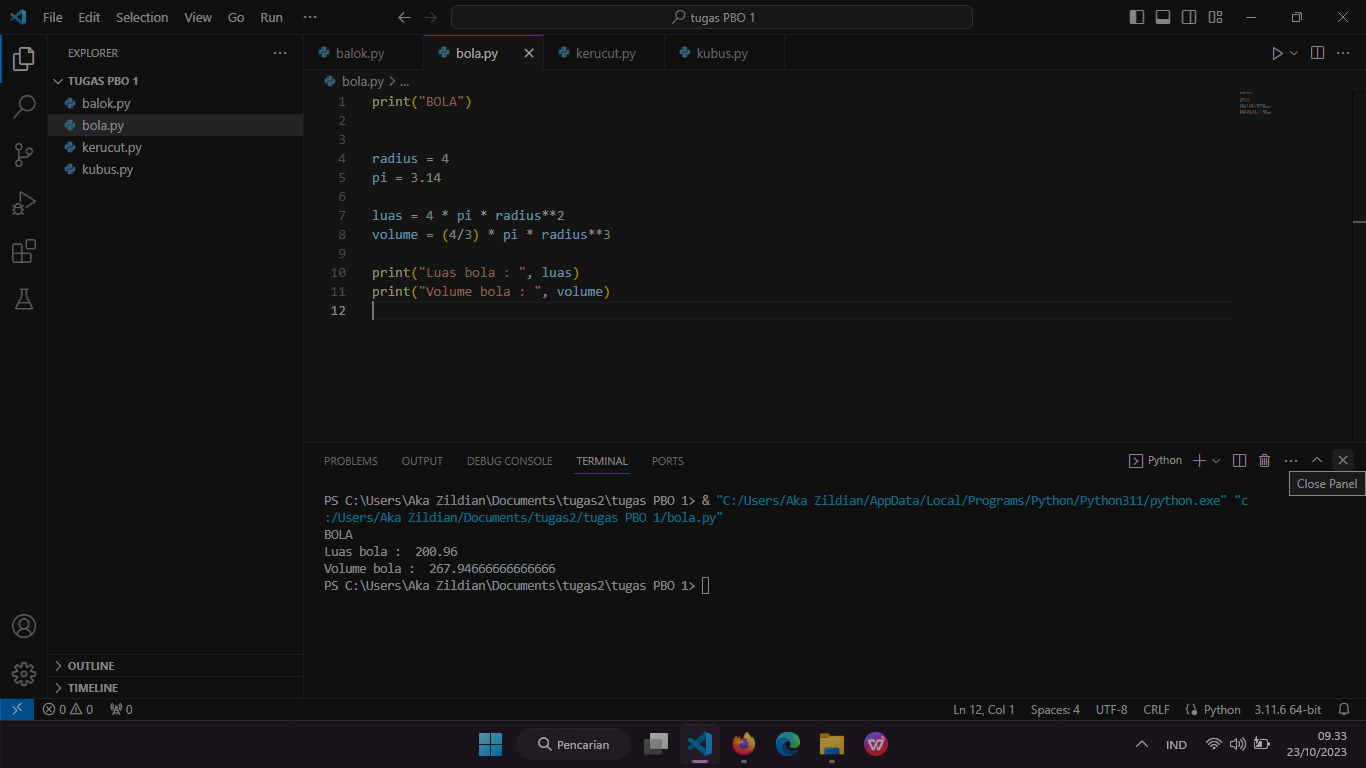 File Edit Selection View Go Run ··· tugas PBO 1
EXPLORER ···
TUGAS PBO 1
balok.py
bola.py
kerucut.py
kubus.py
OUTLINE
TIMELINE
balok.py bola.py kerucut.py kubus.py
bola.py > ...
1 print("BOLA")
2
3
4 radius = 4
5 pi = 3.14
6
7 luas = 4 * pi * radius**2
8 volume = (4/3) * pi * radius**3
9
10 print("Luas bola : ", luas)
11 print("Volume bola : ", volume)
12
PROBLEMS OUTPUT DEBUG CONSOLE TERMINAL PORTS Python
Close Panel
PS C:\Users\Aka Zildian\Documents\tugas2\tugas PBO 1> & "C:/Users/Aka Zildian/AppData/Local/Programs/Python/Python311/python.exe" "c
:/Users/Aka Zildian/Documents/tugas2/tugas PBO 1/bola.py"
BOLA
Luas bola :  200.96
Volume bola :  267.94666666666666
PS C:\Users\Aka Zildian\Documents\tugas2\tugas PBO 1>
0 0 0 Ln 12, Col 1 Spaces: 4 UTF-8 CRLF Python 3.11.6 64-bit
Pencarian IND 09.33
23/10/2023